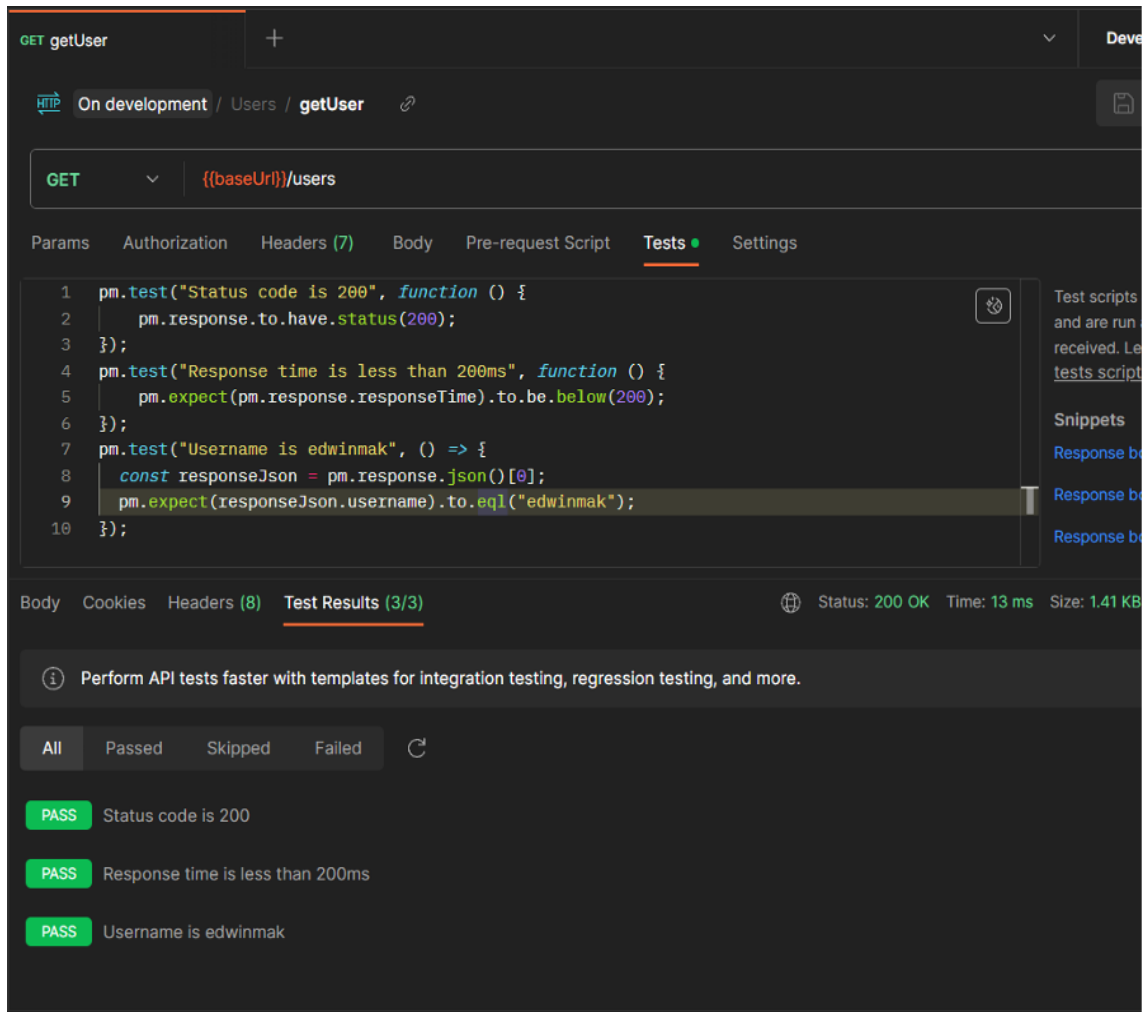 GET getUser
Deve
HTTP On development / Users / getUser
GET {{baseUrl}}/users
Params Authorization Headers (7) Body Pre-request Script Tests Settings
1 pm.test("Status code is 200", function () {
2 pm.response.to.have.status(200);
3 });
4 pm.test("Response time is less than 200ms", function () {
5 pm.expect(pm.response.responseTime).to.be.below(200);
6 });
7 pm.test("Username is edwinmak", () => {
8 const responseJson = pm.response.json()[0];
9 pm.expect(responseJson.username).to.eql("edwinmak");
10 });
Test scripts
and are run
received. Le
tests script
Snippets
Response bo
Response bo
Response bo
Body Cookies Headers (8) Test Results (3/3) Status: 200 OK Time: 13 ms Size: 1.41 KB
Perform API tests faster with templates for integration testing, regression testing, and more.
All Passed Skipped Failed
PASS Status code is 200
PASS Response time is less than 200ms
PASS Username is edwinmak